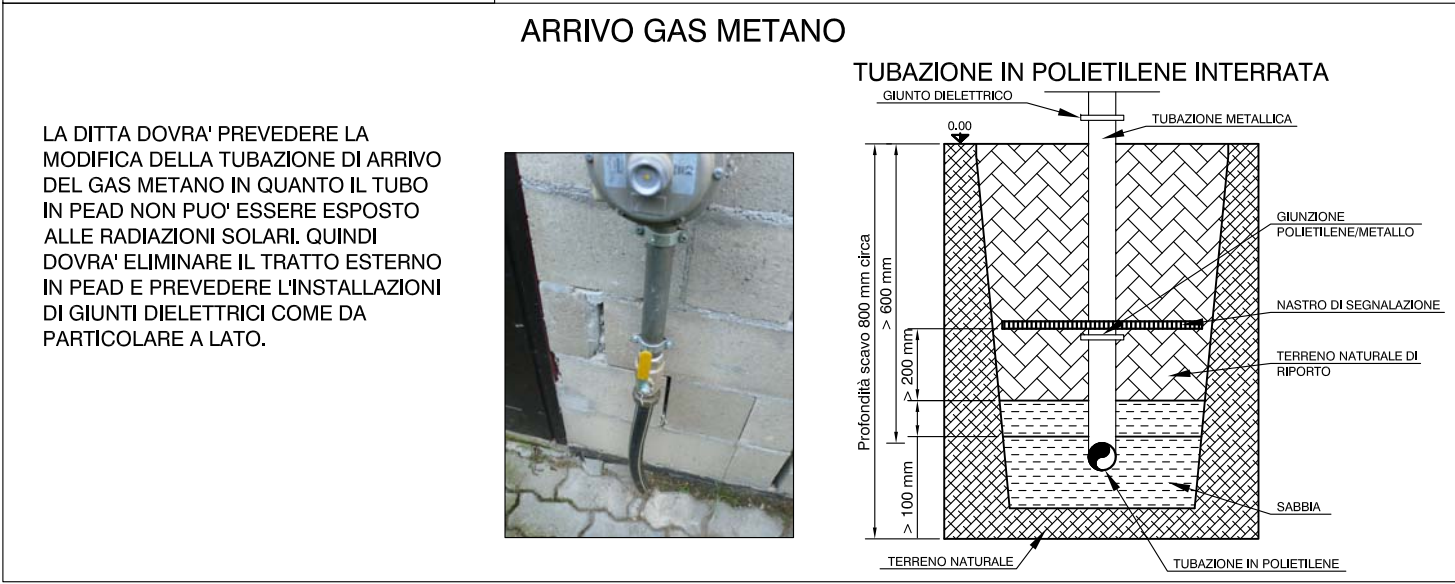 ARRIVO GAS METANO
LA DITTA DOVRA' PREVEDERE LA
MODIFICA DELLA TUBAZIONE DI ARRIVO
DEL GAS METANO IN QUANTO IL TUBO
IN PEAD NON PUO' ESSERE ESPOSTO
ALLE RADIAZIONI SOLARI. QUINDI
DOVRA' ELIMINARE IL TRATTO ESTERNO
IN PEAD E PREVEDERE L'INSTALLAZIONI
DI GIUNTI DIELETTRICI COME DA
PARTICOLARE A LATO.
TUBAZIONE IN POLIETILENE INTERRATA
GIUNTO DIELETTRICO
TUBAZIONE METALLICA
0.00
GIUNZIONE
POLIETILENE/METALLO
NASTRO DI SEGNALAZIONE
TERRENO NATURALE DI
RIPORTO
SABBIA
TUBAZIONE IN POLIETILENE
TERRENO NATURALE
Profondità scavo 800 mm circa
> 600 mm
> 200 mm
> 100 mm